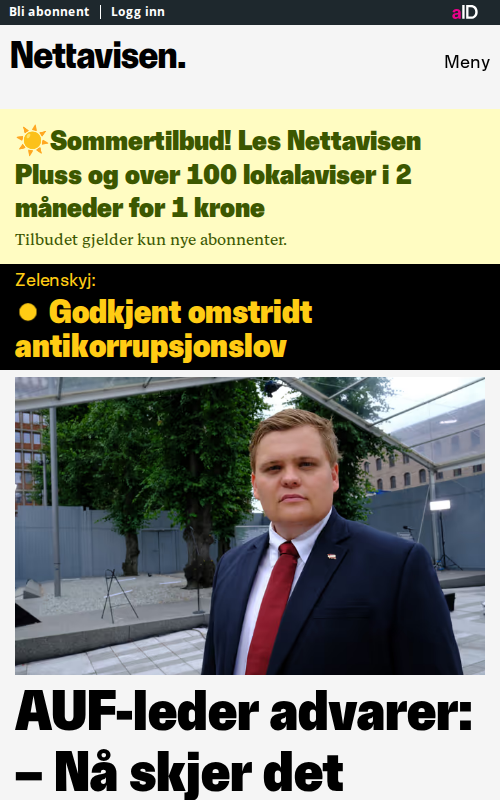 Bli abonnent | Logg inn
aID
Nettavisen.
Meny
☀️Sommertilbud! Les Nettavisen
Pluss og over 100 lokalaviser i 2
måneder for 1 krone
Tilbudet gjelder kun nye abonnenter.
Zelenskyj:
● Godkjent omstridt
antikorrupsjonslov
AUF-leder advarer:
– Nå skjer det